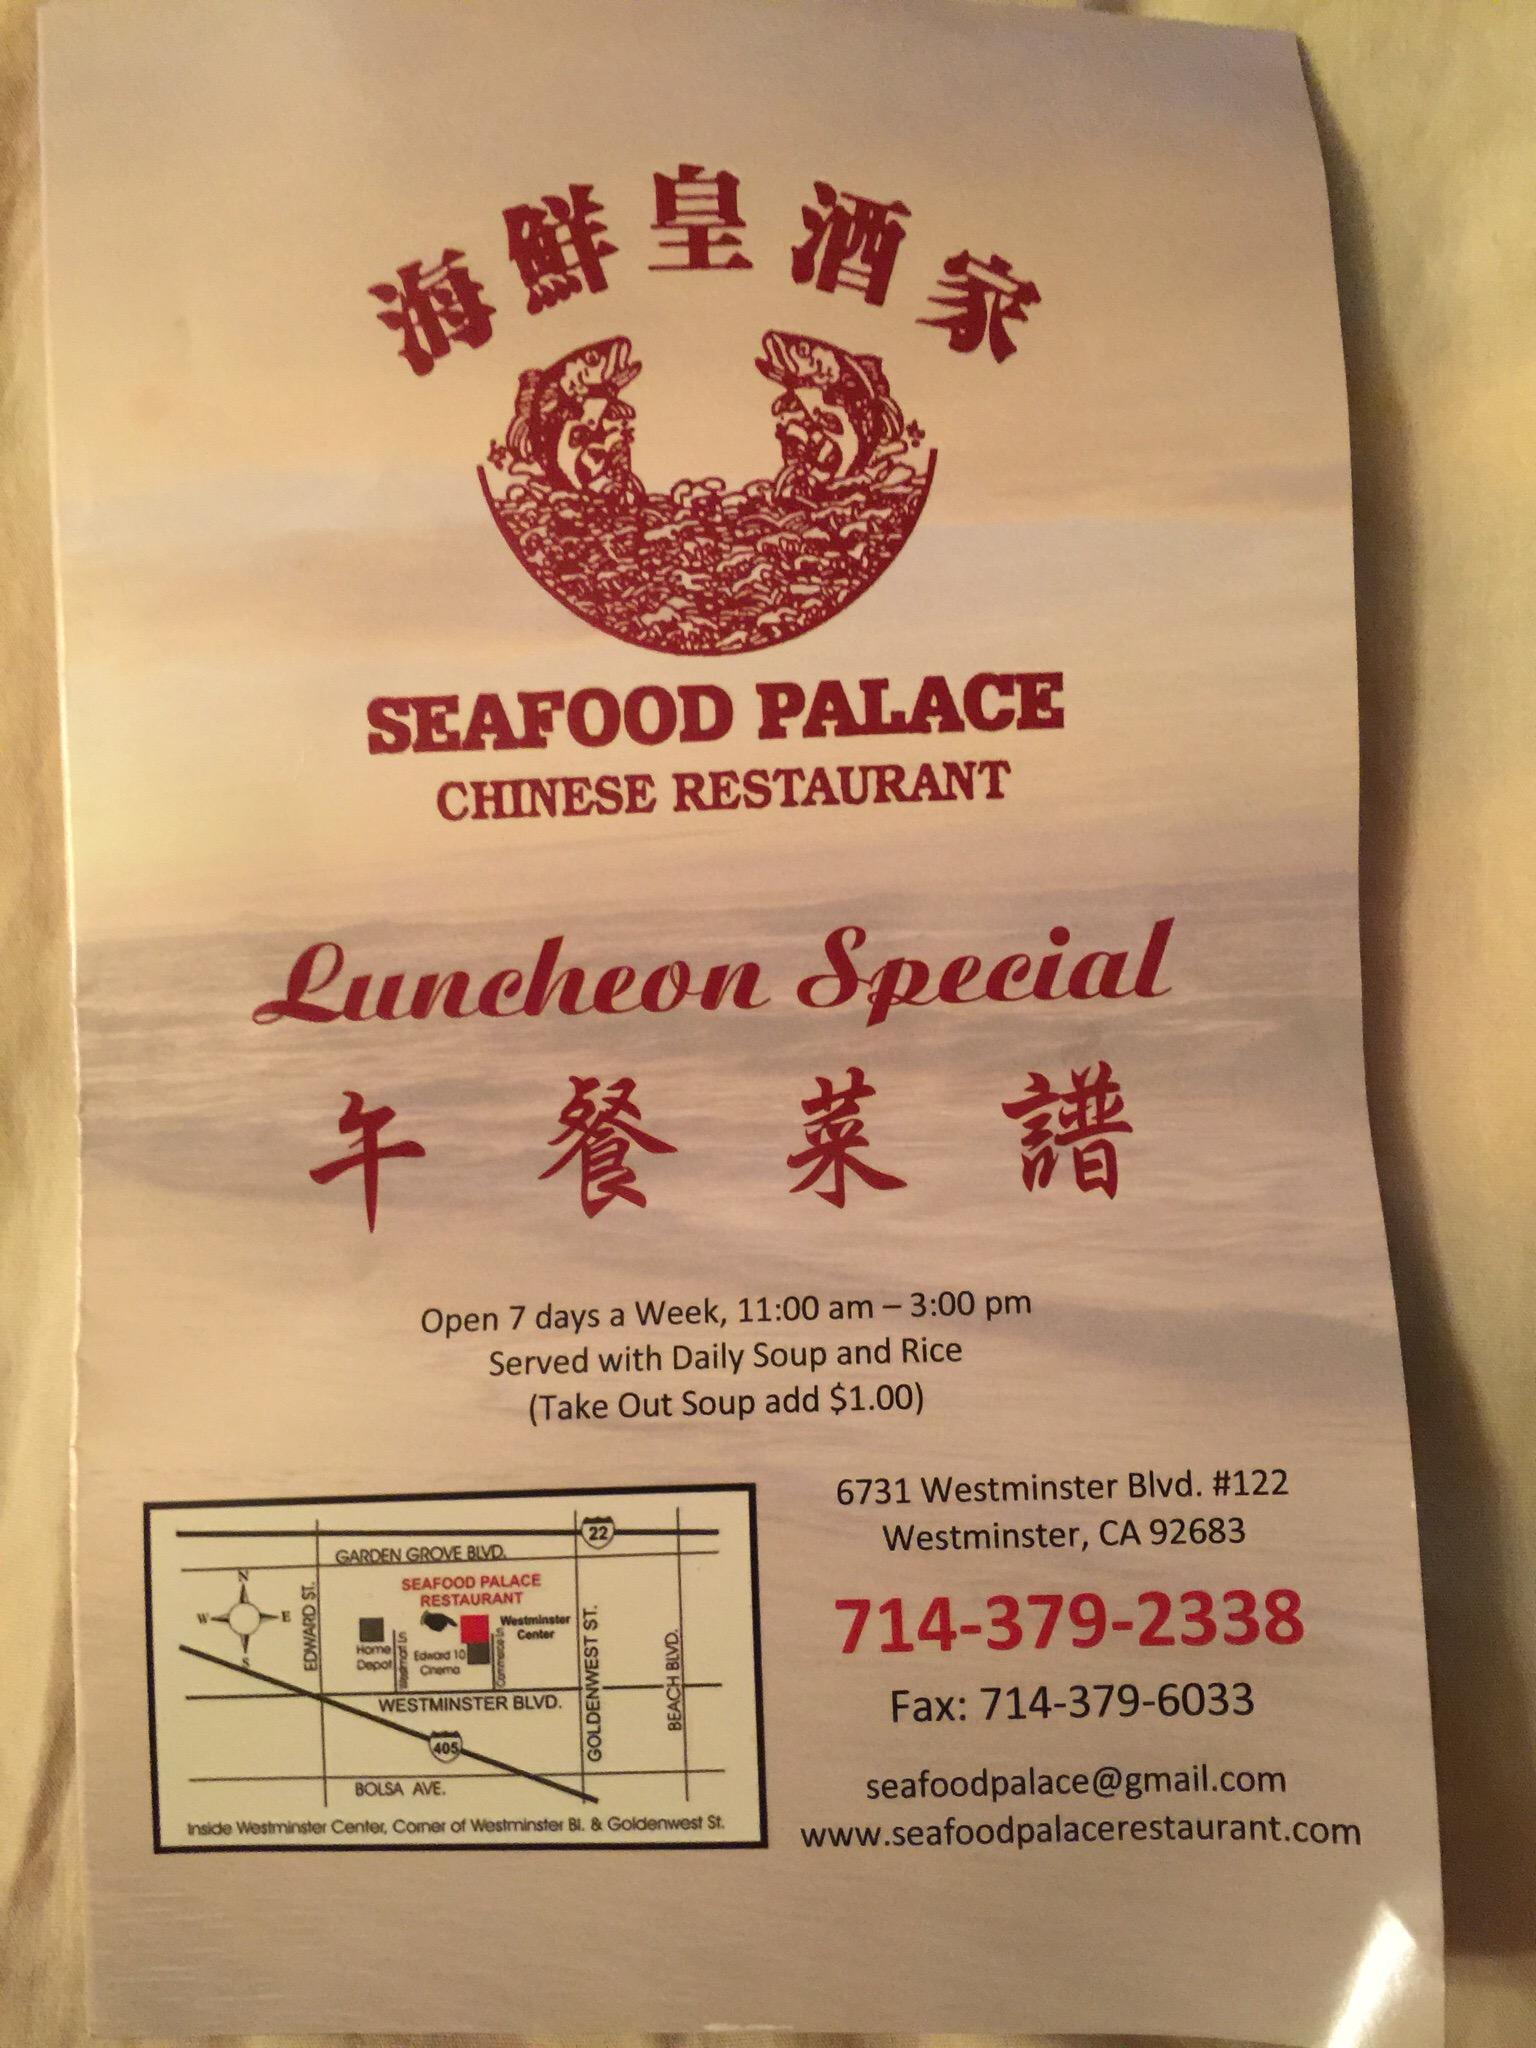 海鮮皇酒家
SEAFOOD PALACE
CHINESE RESTAURANT
Luncheon Special
午餐菜譜
Open 7 days a Week, 11:00 am – 3:00 pm
Served with Daily Soup and Rice
(Take Out Soup add $1.00)
6731 Westminster Blvd. #122
Westminster, CA 92683
714-379-2338
Fax: 714-379-6033
seafoodpalace@gmail.com
www.seafoodpalacerestaurant.com
22
GARDEN GROVE BLVD.
SEAFOOD PALACE
RESTAURANT
N
W
E
S
EDWARD ST.
Home
Depot
Edward 10
Cinema
Westminster
Center
GOLDENWEST ST.
BEACH BLVD.
WESTMINSTER BLVD.
405
BOLSA AVE.
Inside Westminster Center, Corner of Westminster Bl. & Goldenwest St.